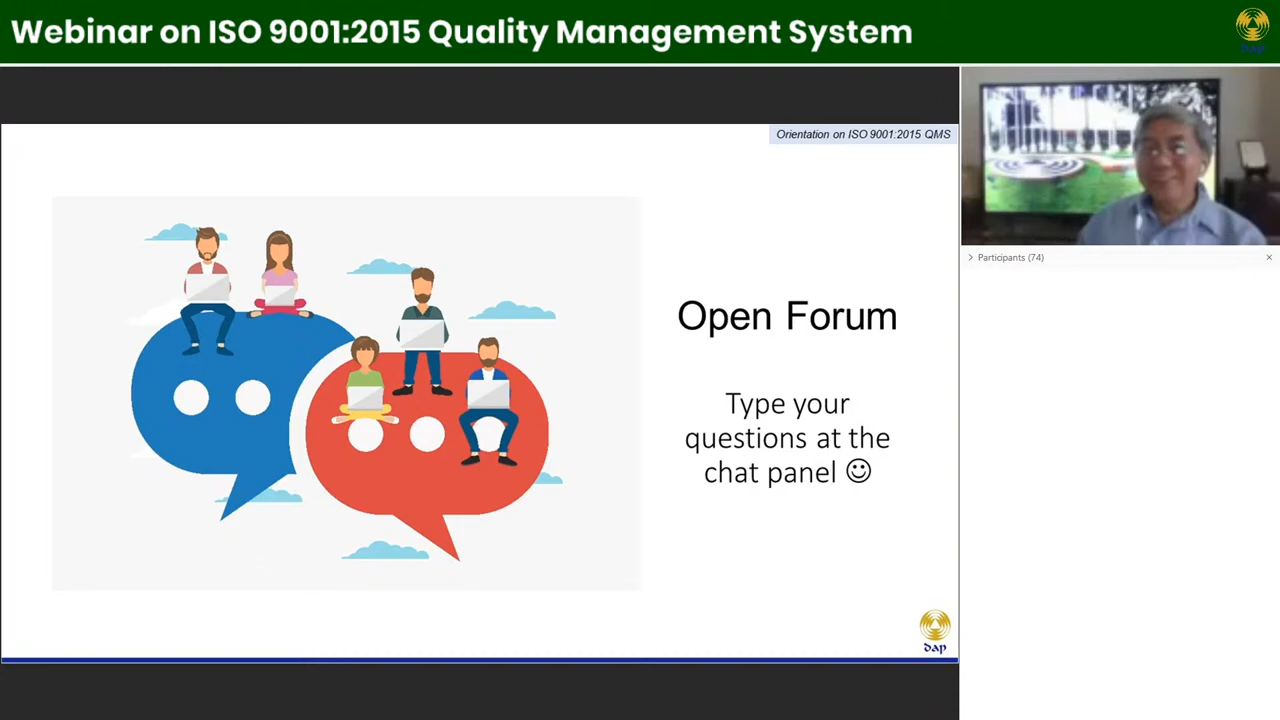 Webinar on ISO 9001:2015 Quality Management System
dap
Orientation on ISO 9001:2015 QMS
Participants (74)
Open Forum
Type your
questions at the
chat panel ☺
dap